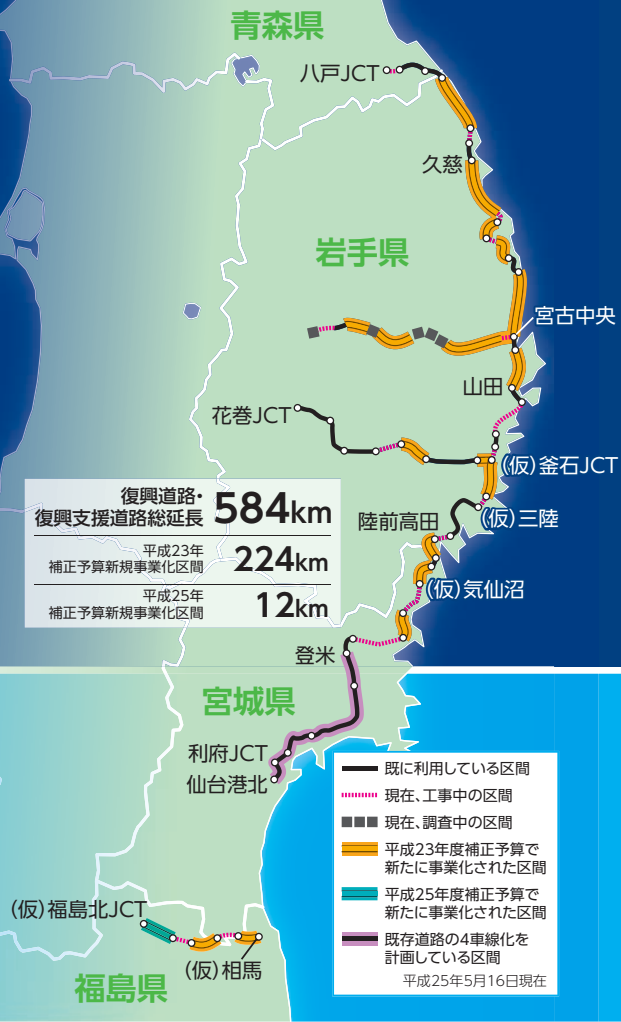 青森県
八戸JCT
久慈
岩手県
宮古中央
山田
花巻JCT
(仮)釜石JCT
復興道路・
復興支援道路総延長 584km
平成23年
補正予算新規事業化区間 224km
平成25年
補正予算新規事業化区間 12km
陸前高田
(仮)三陸
(仮)気仙沼
登米
宮城県
利府JCT
仙台港北
既に利用している区間
現在、工事中の区間
現在、調査中の区間
平成23年度補正予算で
新たに事業化された区間
平成25年度補正予算で
新たに事業化された区間
既存道路の4車線化を
計画している区間
平成25年5月16日現在
(仮)福島北JCT
(仮)相馬
福島県